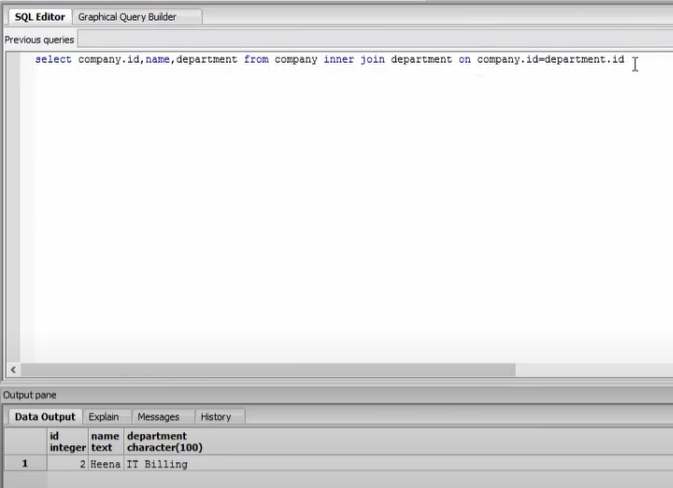 SQL Editor Graphical Query Builder
Previous queries
select company.id,name,department from company inner join department on company.id=department.id
Output pane
Data Output Explain Messages History
id name department
integer text character(100)
1 2 Heena IT Billing